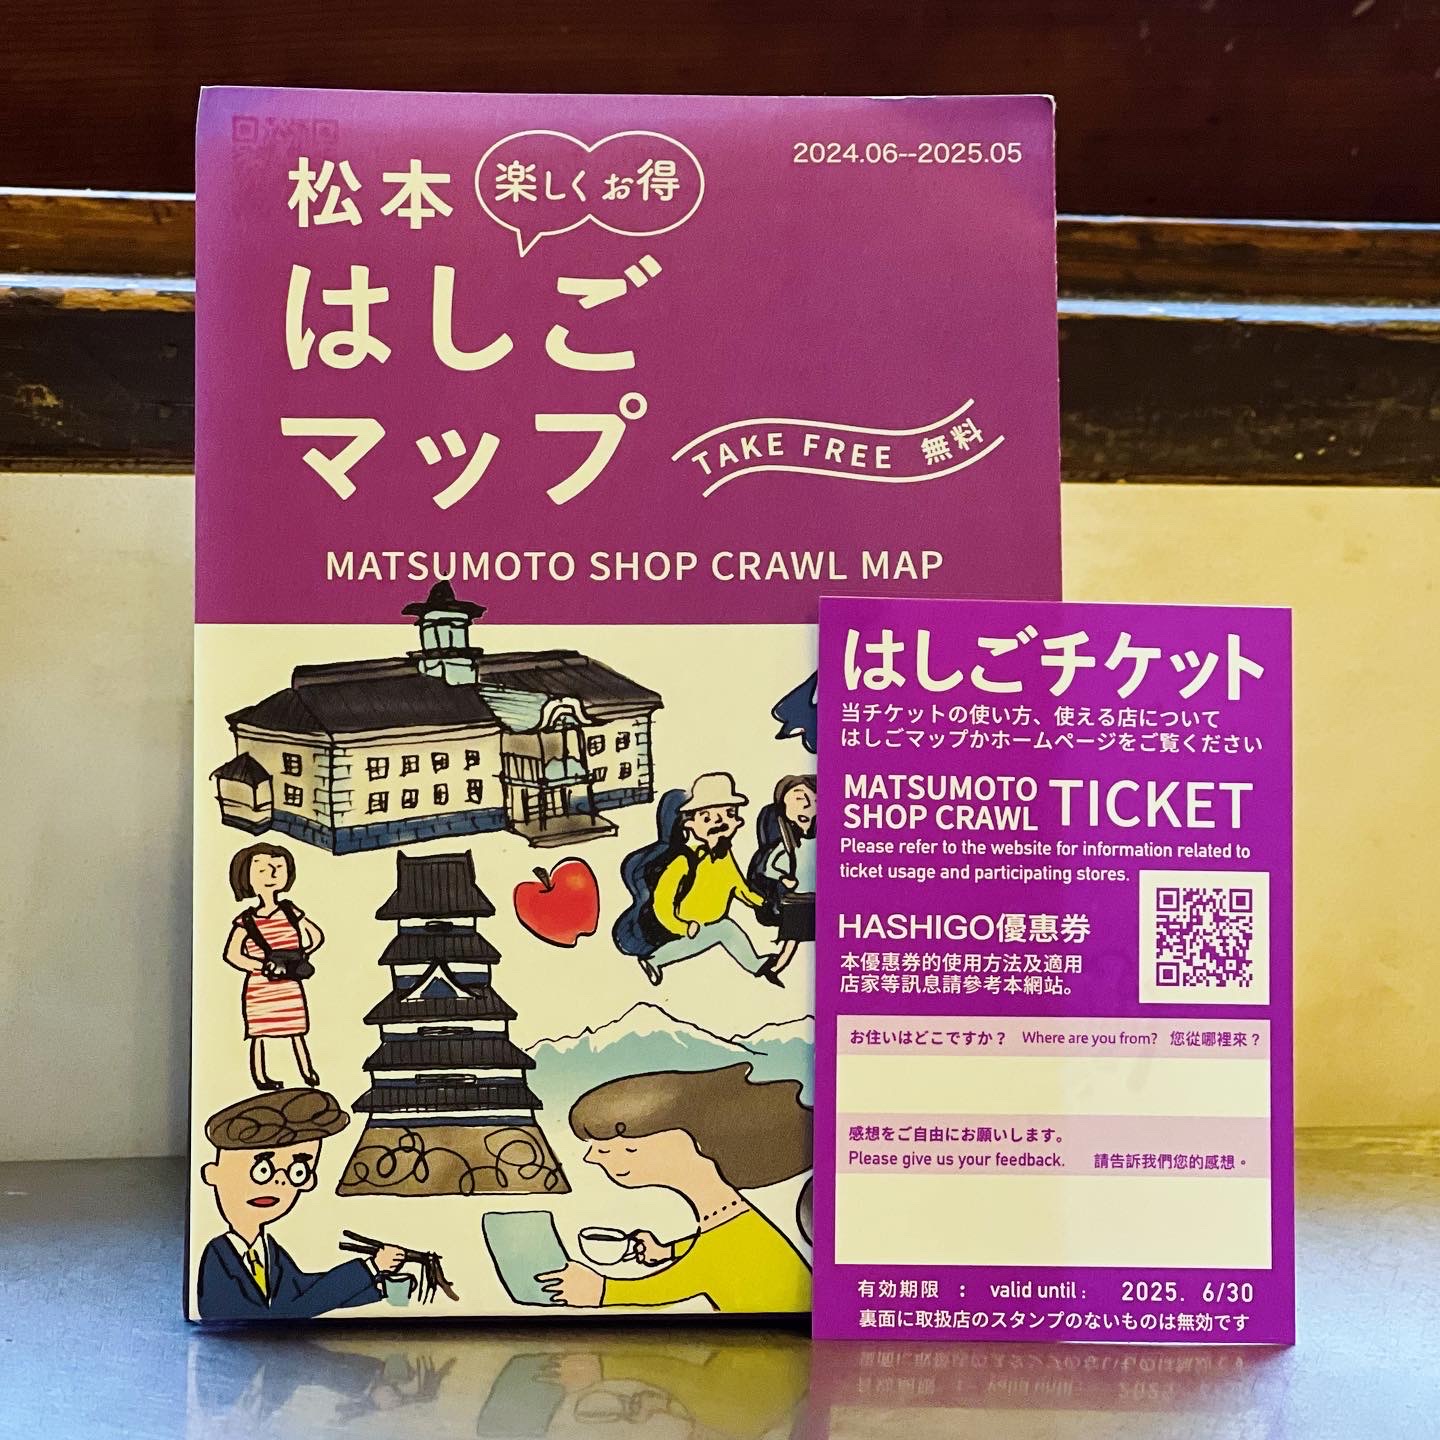 2024.06--2025.05
松本
楽しくお得
はしご
マップ
TAKE FREE 無料
MATSUMOTO SHOP CRAWL MAP
はしごチケット
当チケットの使い方、使える店について
はしごマップかホームページをご覧ください
MATSUMOTO
SHOP CRAWL
TICKET
Please refer to the website for information related to
ticket usage and participating stores.
HASHIGO優惠券
本優惠券的使用方法及適用
店家等訊息請參考本網站。
お住いはどこですか？ Where are you from? 您從哪裡來？
感想をご自由にお願いします。
Please give us your feedback. 請告訴我們您的感想。
有効期限 : valid until : 2025. 6/30
裏面に取扱店のスタンプのないものは無効です